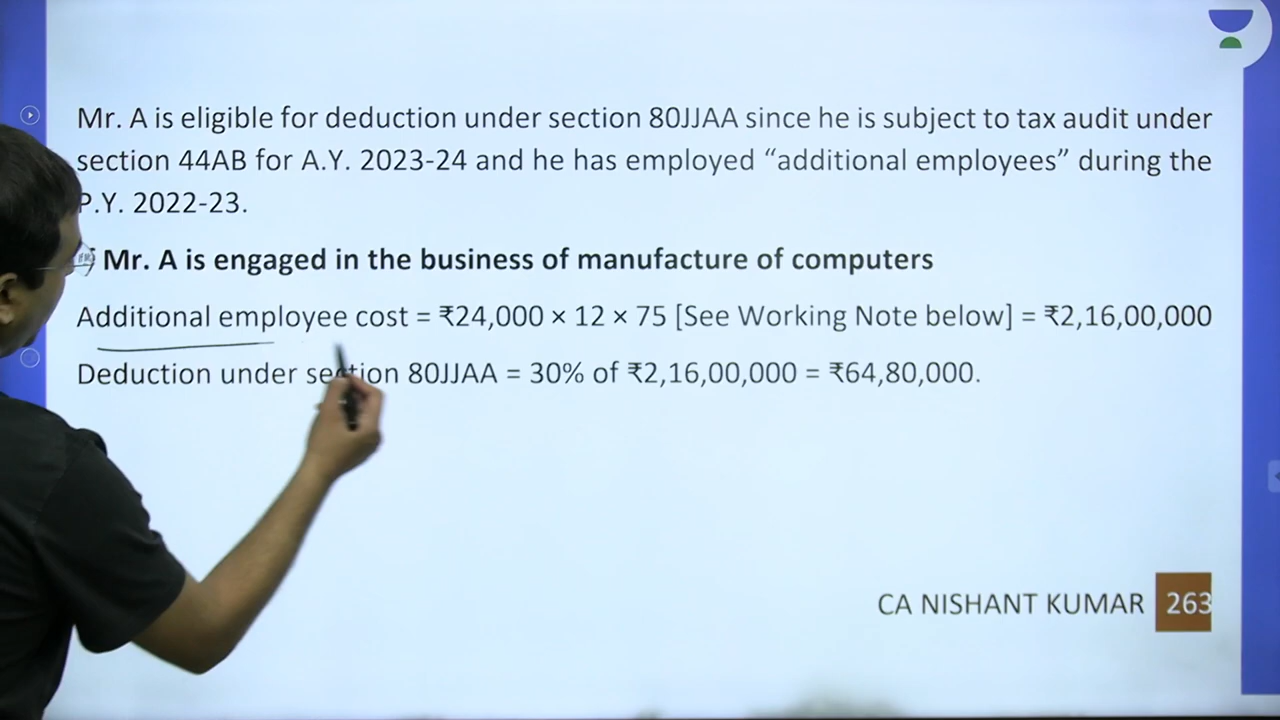 Mr. A is eligible for deduction under section 80JJAA since he is subject to tax audit under
section 44AB for A.Y. 2023-24 and he has employed “additional employees” during the
P.Y. 2022-23.
Mr. A is engaged in the business of manufacture of computers
Additional employee cost = ₹24,000 × 12 × 75 [See Working Note below] = ₹2,16,00,000
Deduction under section 80JJAA = 30% of ₹2,16,00,000 = ₹64,80,000.
CA NISHANT KUMAR 263